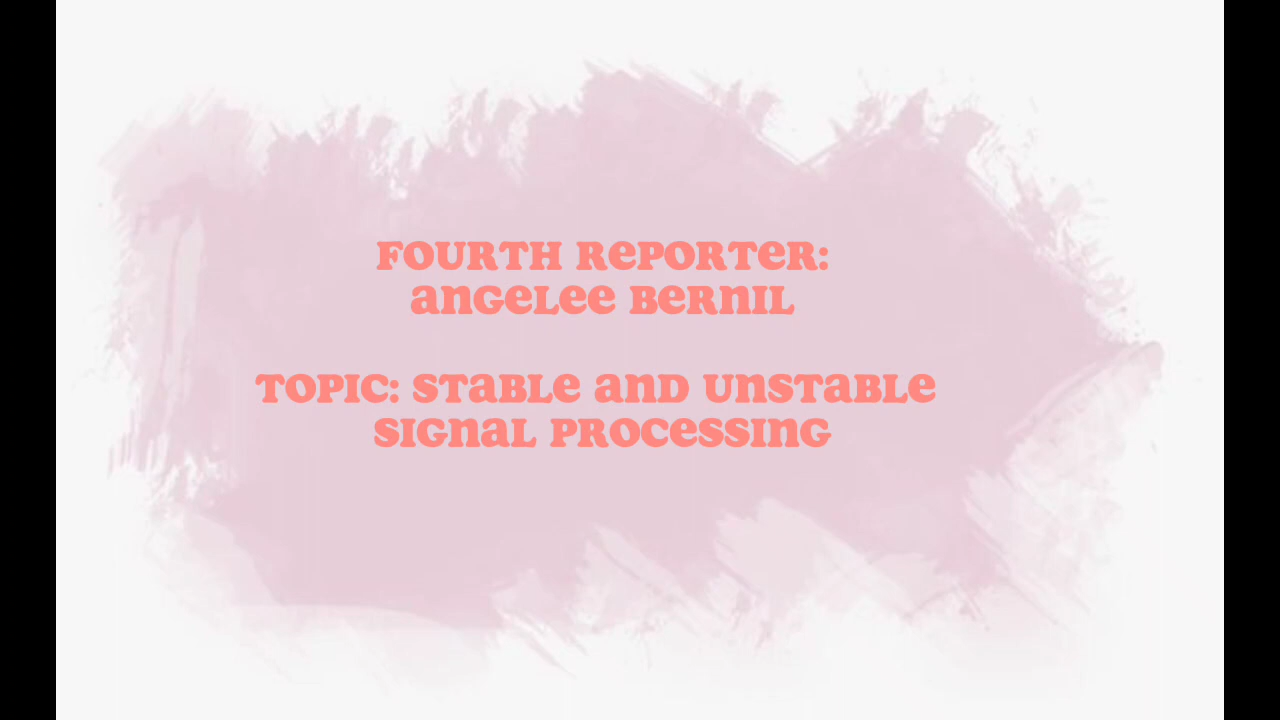 FOURTH RePORTeR:
anGeLee BeRnIL
TOPIC: STaBLe anD UnSTaBLe
SIGnaL PROCeSSInG